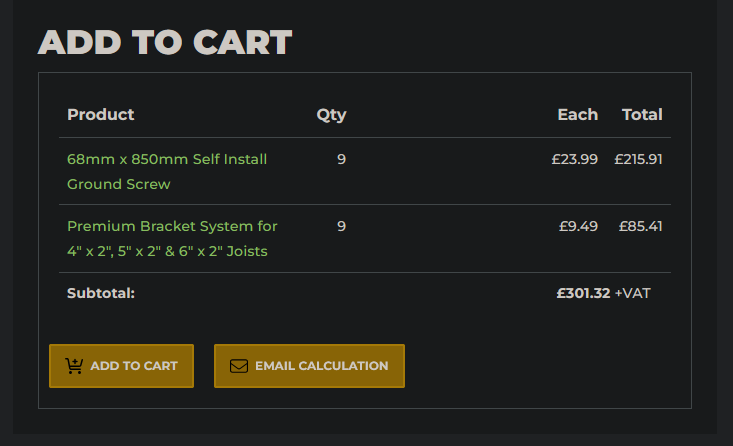 ADD TO CART
Product Qty Each Total
68mm x 850mm Self Install 9 £23.99 £215.91
Ground Screw
Premium Bracket System for 9 £9.49 £85.41
4" x 2", 5" x 2" & 6" x 2" Joists
Subtotal: £301.32 +VAT
ADD TO CART EMAIL CALCULATION